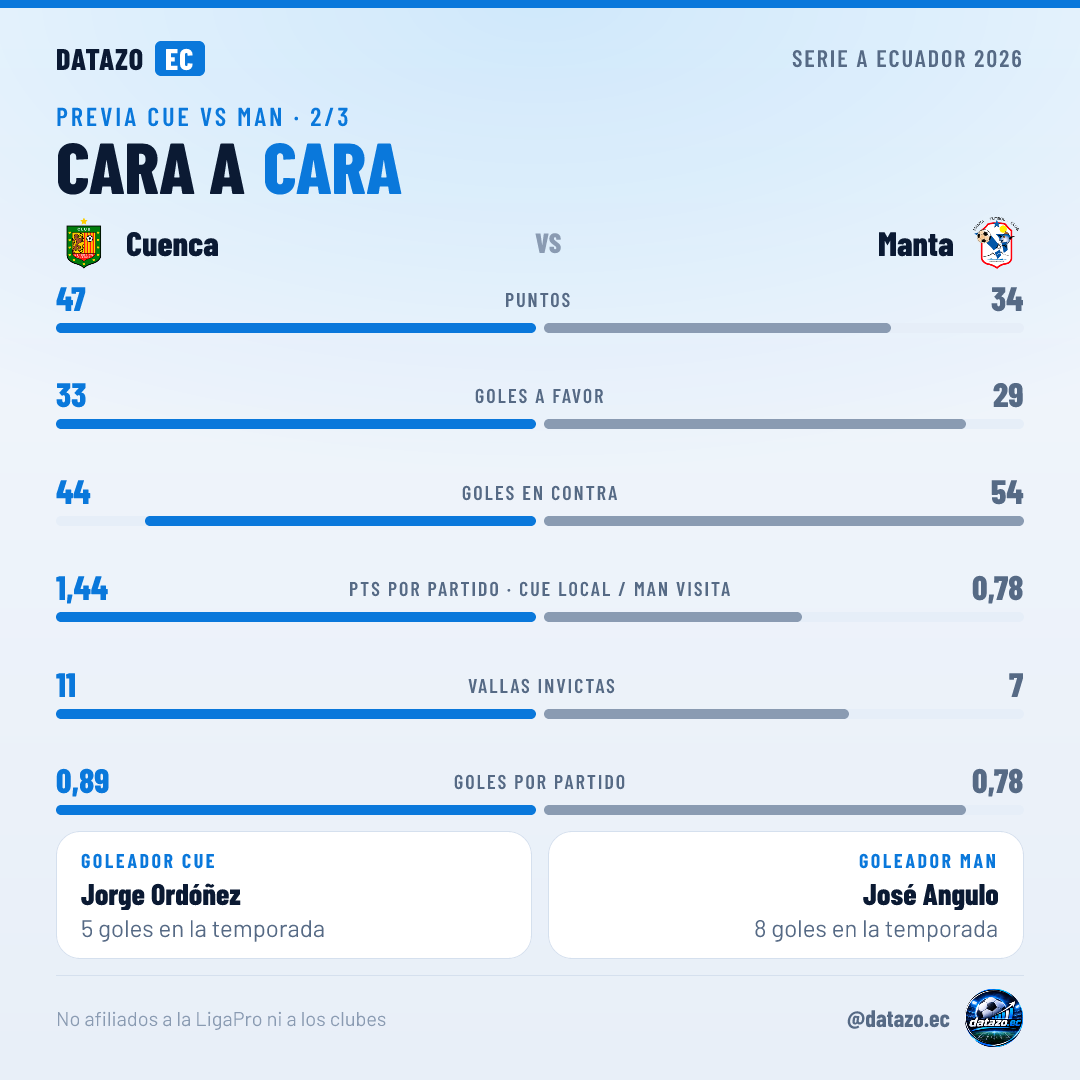 DATAZO EC
SERIE A ECUADOR 2026
PREVIA CUE VS MAN · 2/3
CARA A CARA
Cuenca
VS
Manta
47 PUNTOS 34
33 GOLES A FAVOR 29
44 GOLES EN CONTRA 54
1,44 PTS POR PARTIDO · CUE LOCAL / MAN VISITA 0,78
11 VALLAS INVICTAS 7
0,89 GOLES POR PARTIDO 0,78
GOLEADOR CUE
Jorge Ordóñez
5 goles en la temporada
GOLEADOR MAN
José Angulo
8 goles en la temporada
No afiliados a la LigaPro ni a los clubes
@datazo.ec
datazo.ec